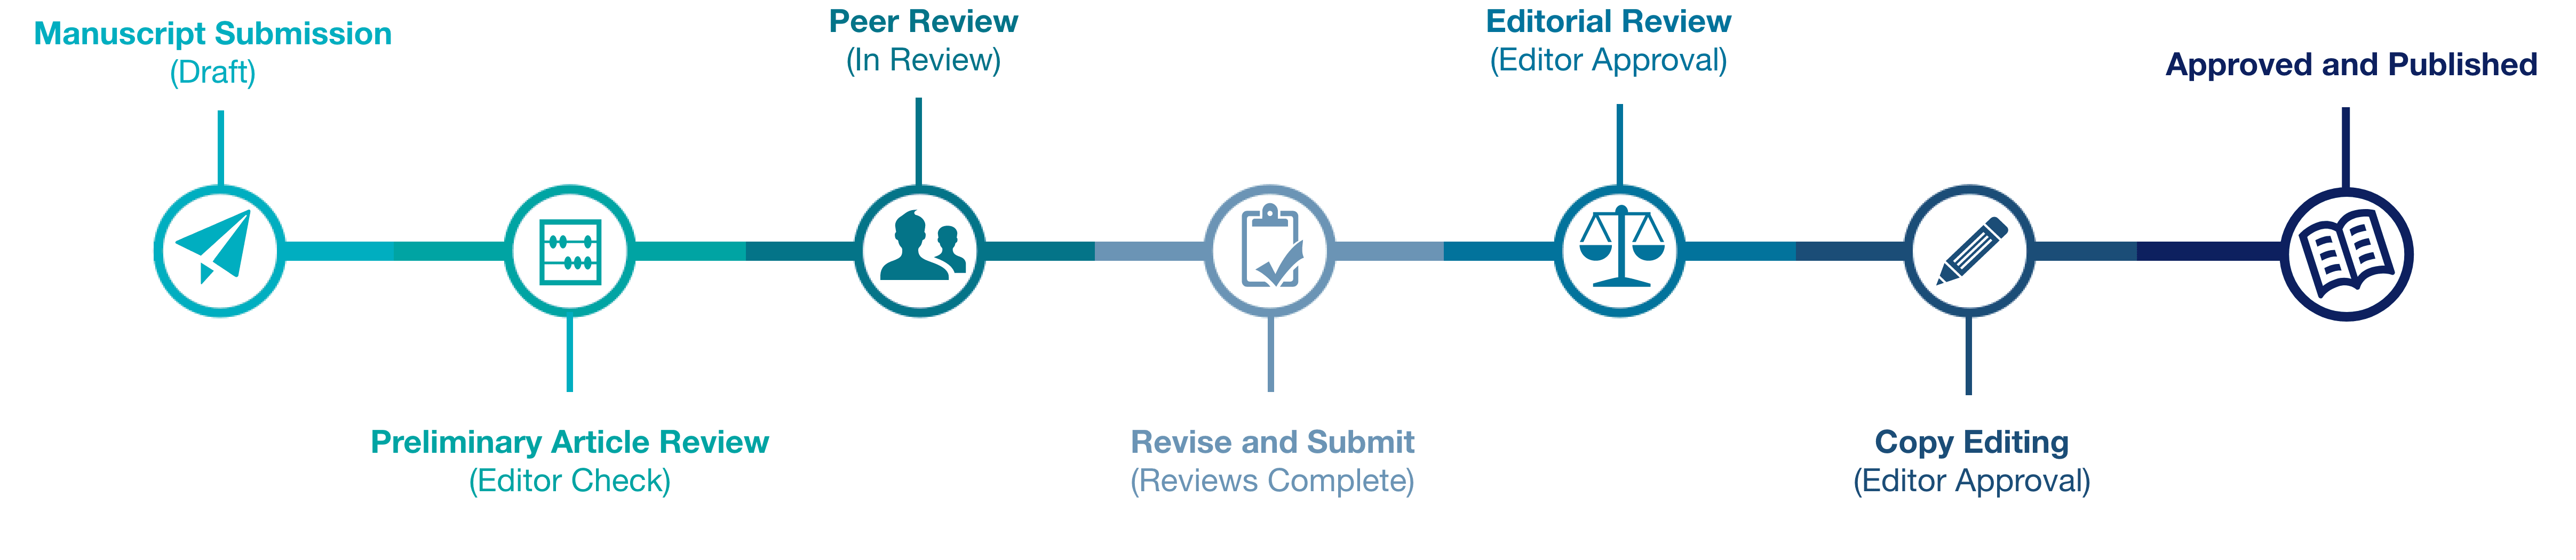 Manuscript Submission
(Draft)
Preliminary Article Review
(Editor Check)
Peer Review
(In Review)
Revise and Submit
(Reviews Complete)
Editorial Review
(Editor Approval)
Copy Editing
(Editor Approval)
Approved and Published